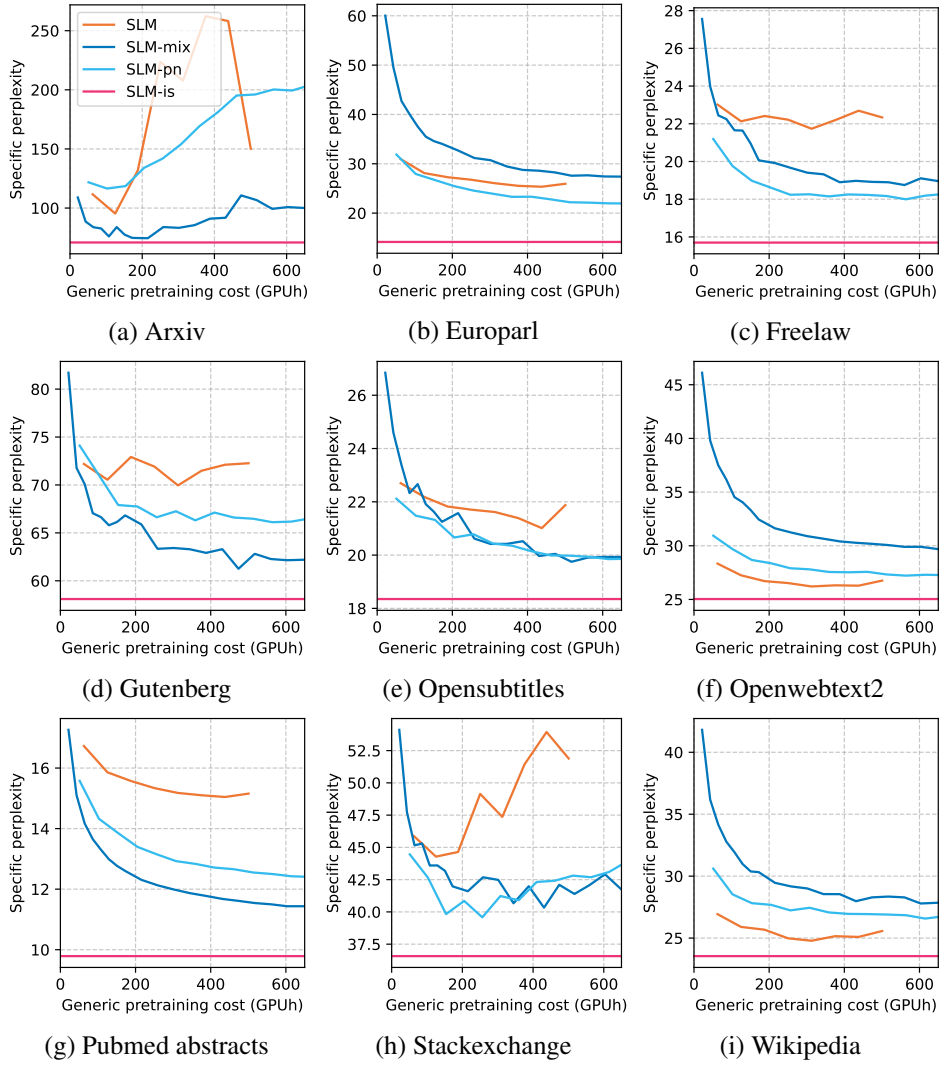 SLM
SLM-mix
SLM-pn
SLM-is
Specific perplexity
250
200
150
100
0 200 400 600
Generic pretraining cost (GPUh)
(a) Arxiv
Specific perplexity
60
50
40
30
20
0 200 400 600
Generic pretraining cost (GPUh)
(b) Europarl
Specific perplexity
28
26
24
22
20
18
16
0 200 400 600
Generic pretraining cost (GPUh)
(c) Freelaw
Specific perplexity
80
75
70
65
60
0 200 400 600
Generic pretraining cost (GPUh)
(d) Gutenberg
Specific perplexity
26
24
22
20
18
0 200 400 600
Generic pretraining cost (GPUh)
(e) Opensubtitles
Specific perplexity
45
40
35
30
25
0 200 400 600
Generic pretraining cost (GPUh)
(f) Openwebtext2
Specific perplexity
16
14
12
10
0 200 400 600
Generic pretraining cost (GPUh)
(g) Pubmed abstracts
Specific perplexity
52.5
50.0
47.5
45.0
42.5
40.0
37.5
0 200 400 600
Generic pretraining cost (GPUh)
(h) Stackexchange
Specific perplexity
40
35
30
25
0 200 400 600
Generic pretraining cost (GPUh)
(i) Wikipedia